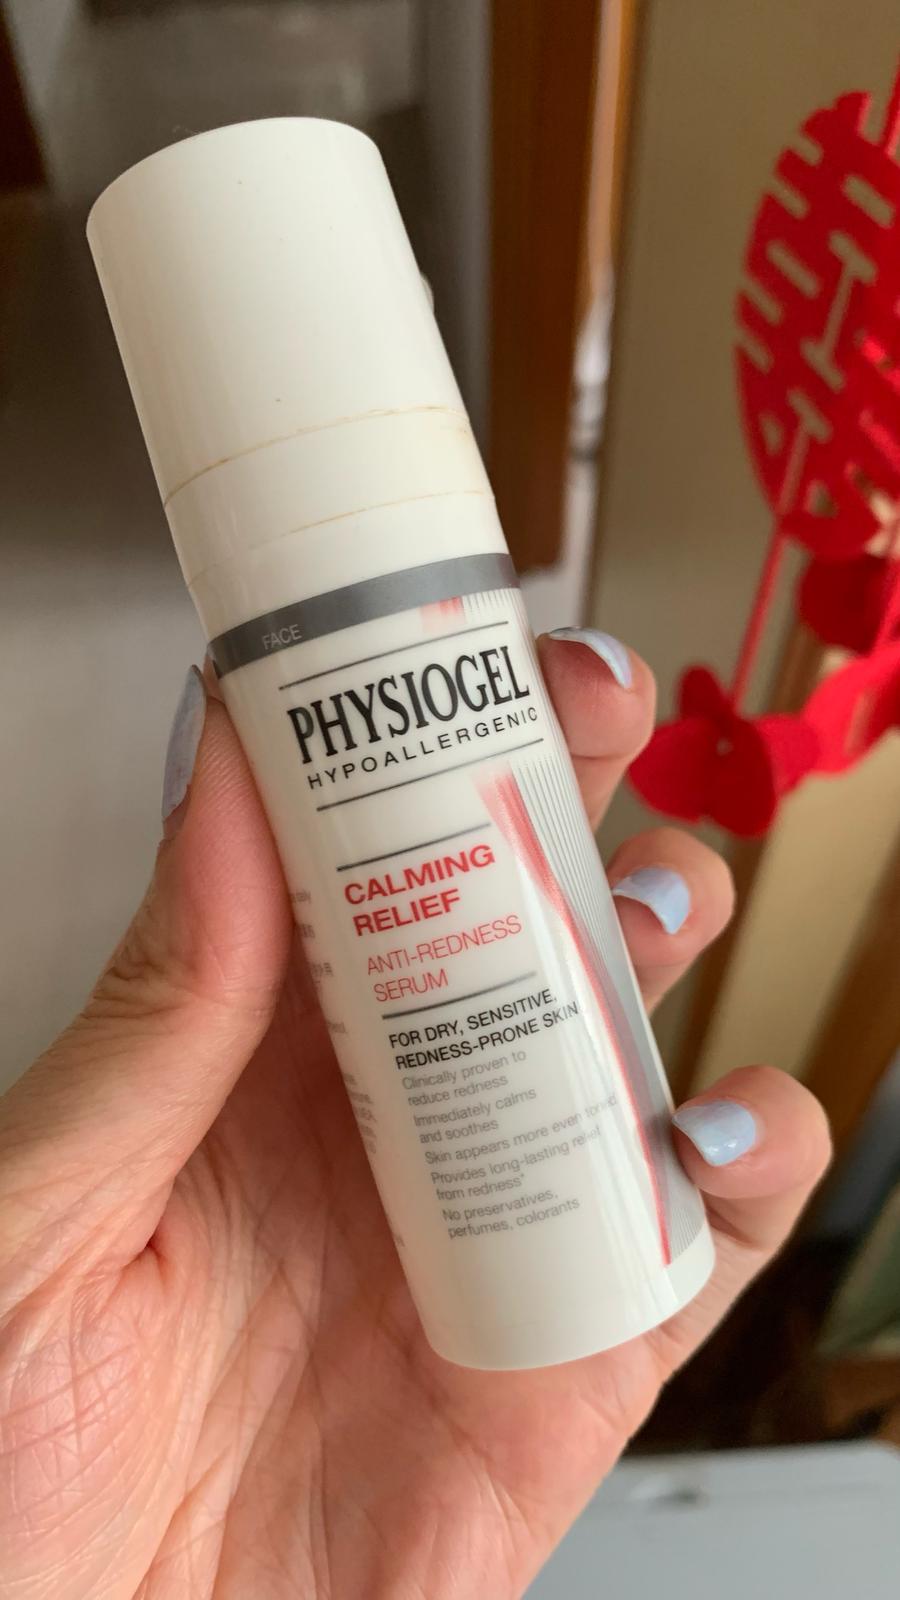 FACE
PHYSIOGEL
HYPOALLERGENIC
CALMING
RELIEF
ANTI-REDNESS
SERUM
FOR DRY, SENSITIVE,
REDNESS-PRONE SKIN
Clinically proven to
reduce redness
Immediately calms
and soothes
Skin appears more even toned
Provides long-lasting relief
from redness*
No preservatives,
perfumes, colorants
daily